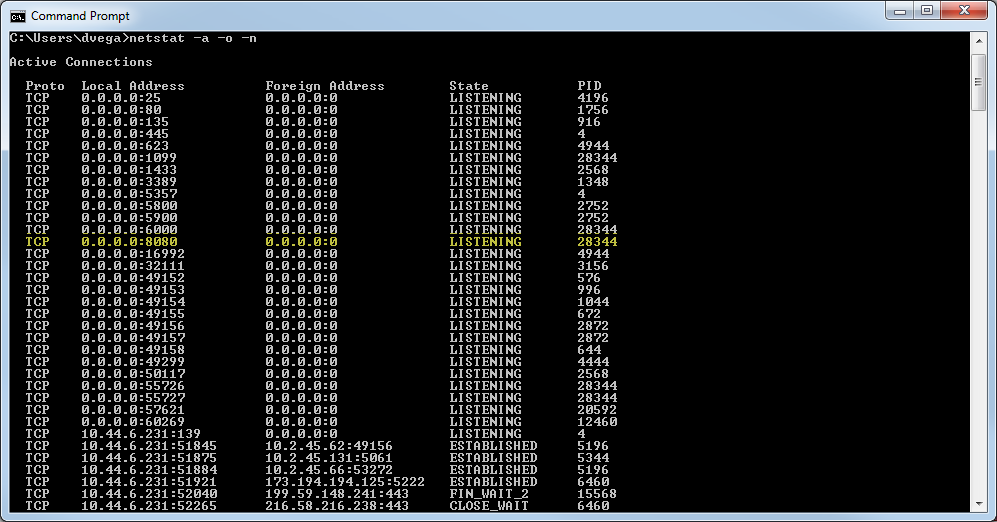 Command Prompt
C:\Users\dvega>netstat -a -o -n
Active Connections
Proto Local Address Foreign Address State PID
TCP 0.0.0.0:25 0.0.0.0:0 LISTENING 4196
TCP 0.0.0.0:80 0.0.0.0:0 LISTENING 1756
TCP 0.0.0.0:135 0.0.0.0:0 LISTENING 916
TCP 0.0.0.0:445 0.0.0.0:0 LISTENING 4
TCP 0.0.0.0:623 0.0.0.0:0 LISTENING 4944
TCP 0.0.0.0:1099 0.0.0.0:0 LISTENING 28344
TCP 0.0.0.0:1433 0.0.0.0:0 LISTENING 2568
TCP 0.0.0.0:3389 0.0.0.0:0 LISTENING 1348
TCP 0.0.0.0:5357 0.0.0.0:0 LISTENING 4
TCP 0.0.0.0:5800 0.0.0.0:0 LISTENING 2752
TCP 0.0.0.0:5900 0.0.0.0:0 LISTENING 2752
TCP 0.0.0.0:6000 0.0.0.0:0 LISTENING 28344
TCP 0.0.0.0:8080 0.0.0.0:0 LISTENING 28344
TCP 0.0.0.0:16992 0.0.0.0:0 LISTENING 4944
TCP 0.0.0.0:32111 0.0.0.0:0 LISTENING 3156
TCP 0.0.0.0:49152 0.0.0.0:0 LISTENING 576
TCP 0.0.0.0:49153 0.0.0.0:0 LISTENING 996
TCP 0.0.0.0:49154 0.0.0.0:0 LISTENING 1044
TCP 0.0.0.0:49155 0.0.0.0:0 LISTENING 672
TCP 0.0.0.0:49156 0.0.0.0:0 LISTENING 2872
TCP 0.0.0.0:49157 0.0.0.0:0 LISTENING 2872
TCP 0.0.0.0:49158 0.0.0.0:0 LISTENING 644
TCP 0.0.0.0:49299 0.0.0.0:0 LISTENING 4444
TCP 0.0.0.0:50117 0.0.0.0:0 LISTENING 2568
TCP 0.0.0.0:55726 0.0.0.0:0 LISTENING 28344
TCP 0.0.0.0:55727 0.0.0.0:0 LISTENING 28344
TCP 0.0.0.0:57621 0.0.0.0:0 LISTENING 20592
TCP 0.0.0.0:60269 0.0.0.0:0 LISTENING 12460
TCP 10.44.6.231:139 0.0.0.0:0 LISTENING 4
TCP 10.44.6.231:51845 10.2.45.62:49156 ESTABLISHED 5196
TCP 10.44.6.231:51875 10.2.45.131:5061 ESTABLISHED 5344
TCP 10.44.6.231:51884 10.2.45.66:53272 ESTABLISHED 5196
TCP 10.44.6.231:51921 173.194.194.125:5222 ESTABLISHED 6460
TCP 10.44.6.231:52040 199.59.148.241:443 FIN_WAIT_2 15568
TCP 10.44.6.231:52265 216.58.216.238:443 CLOSE_WAIT 6460